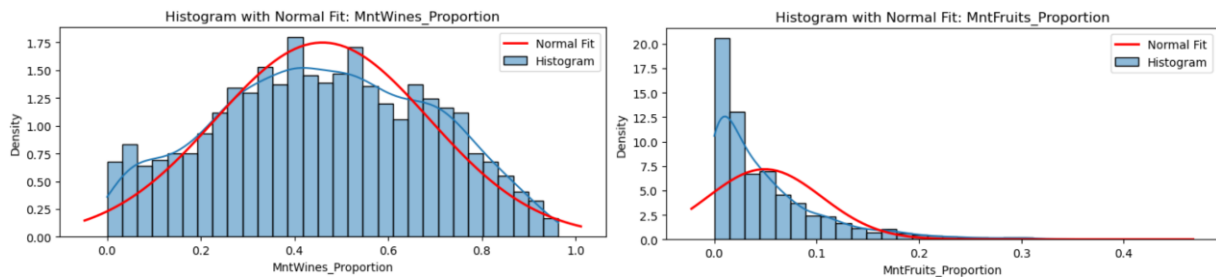 Histogram with Normal Fit: MntWines_Proportion
1.75
1.50
1.25
1.00
0.75
0.50
0.25
0.00
Density
Normal Fit
Histogram
0.0 0.2 0.4 0.6 0.8 1.0
MntWines_Proportion
Histogram with Normal Fit: MntFruits_Proportion
20.0
17.5
15.0
12.5
10.0
7.5
5.0
2.5
0.0
Density
Normal Fit
Histogram
0.0 0.1 0.2 0.3 0.4
MntFruits_Proportion